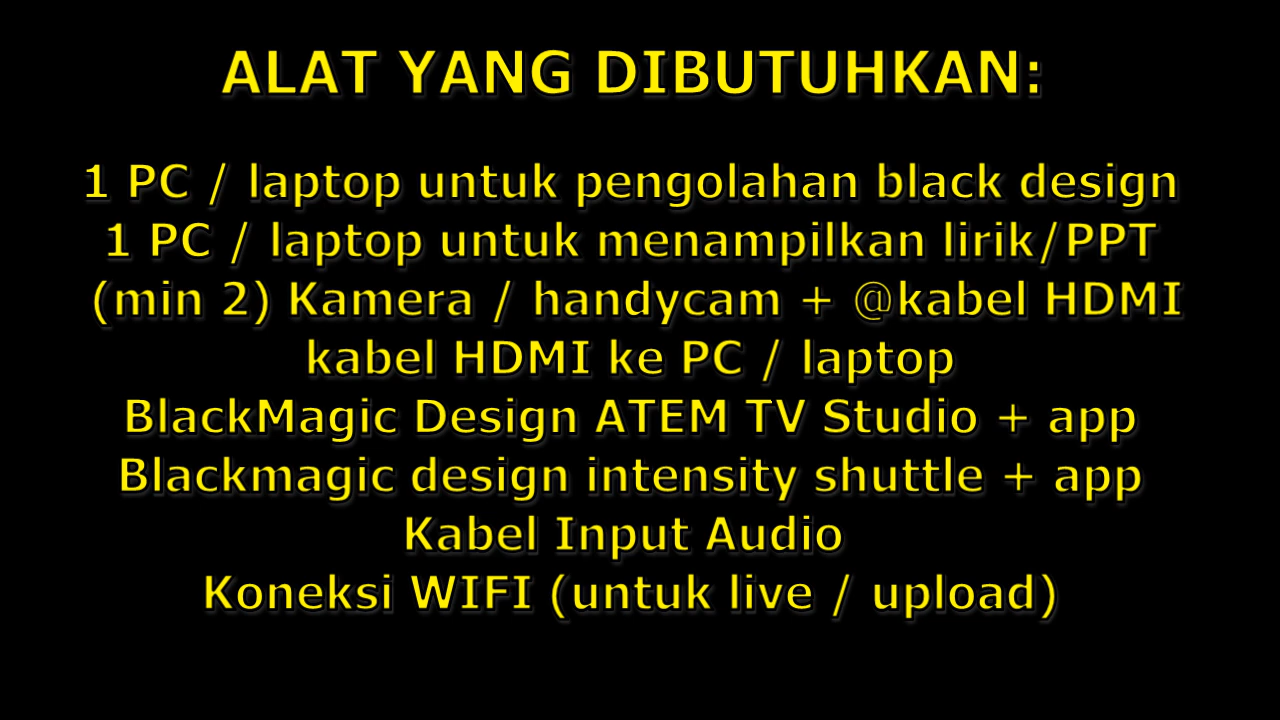 ALAT YANG DIBUTUHKAN:
1 PC / laptop untuk pengolahan black design
1 PC / laptop untuk menampilkan lirik/PPT
(min 2) Kamera / handycam + @kabel HDMI
kabel HDMI ke PC / laptop
BlackMagic Design ATEM TV Studio + app
Blackmagic design intensity shuttle + app
Kabel Input Audio
Koneksi WIFI (untuk live / upload)